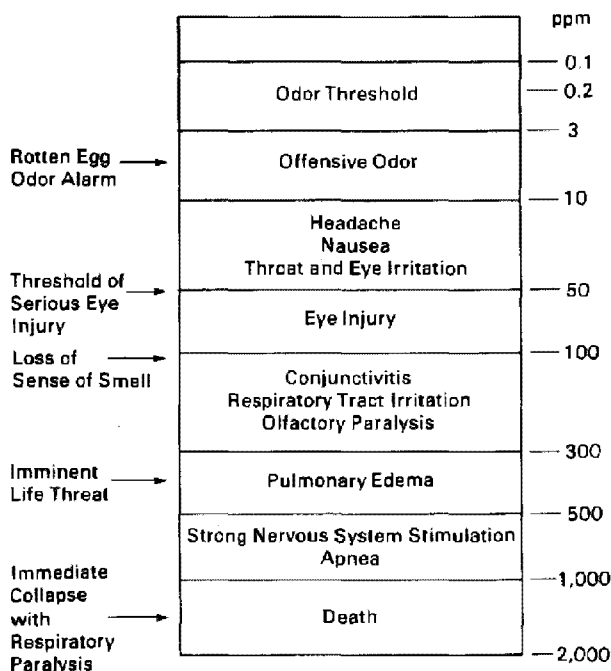 ppm
0.1
Odor Threshold
0.2
3
Rotten Egg
Odor Alarm
Offensive Odor
10
Headache
Nausea
Throat and Eye Irritation
Threshold of
Serious Eye
Injury
50
Eye Injury
Loss of
Sense of Smell
100
Conjunctivitis
Respiratory Tract Irritation
Olfactory Paralysis
300
Imminent
Life Threat
Pulmonary Edema
500
Strong Nervous System Stimulation
Apnea
1,000
Immediate
Collapse
with
Respiratory
Paralysis
Death
2,000